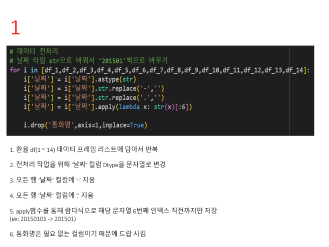 1
# 데이터 전처리
# 날짜 타입 str으로 바꿔서 '201501'식으로 바꾸기
for i in [df_1,df_2,df_3,df_4,df_5,df_6,df_7,df_8,df_9,df_10,df_11,df_12,df_13,df_14]:
i['날짜'] = i['날짜'].astype(str)
i['날짜'] = i['날짜'].str.replace('-','')
i['날짜'] = i['날짜'].str.replace('.','')
i['날짜'] = i['날짜'].apply(lambda x: str(x)[:6])
i.drop('통화명',axis=1,inplace=True)
1. 환율 df(1 ~ 14) 데이터 프레임 리스트에 담아서 반복
2. 전처리 작업을 위해 '날짜' 컬럼 Dtype을 문자열로 변경
3. 모든 행 '날짜' 컬럼에 '-' 지움
4. 모든 행 '날짜' 컬럼에 '.' 지움
5. apply함수를 통해 람다식으로 해당 문자열 6번째 인덱스 직전까지만 저장
(ex: 20150101 -> 201501)
6. 통화명은 필요 없는 컬럼이기 때문에 드랍 시킴